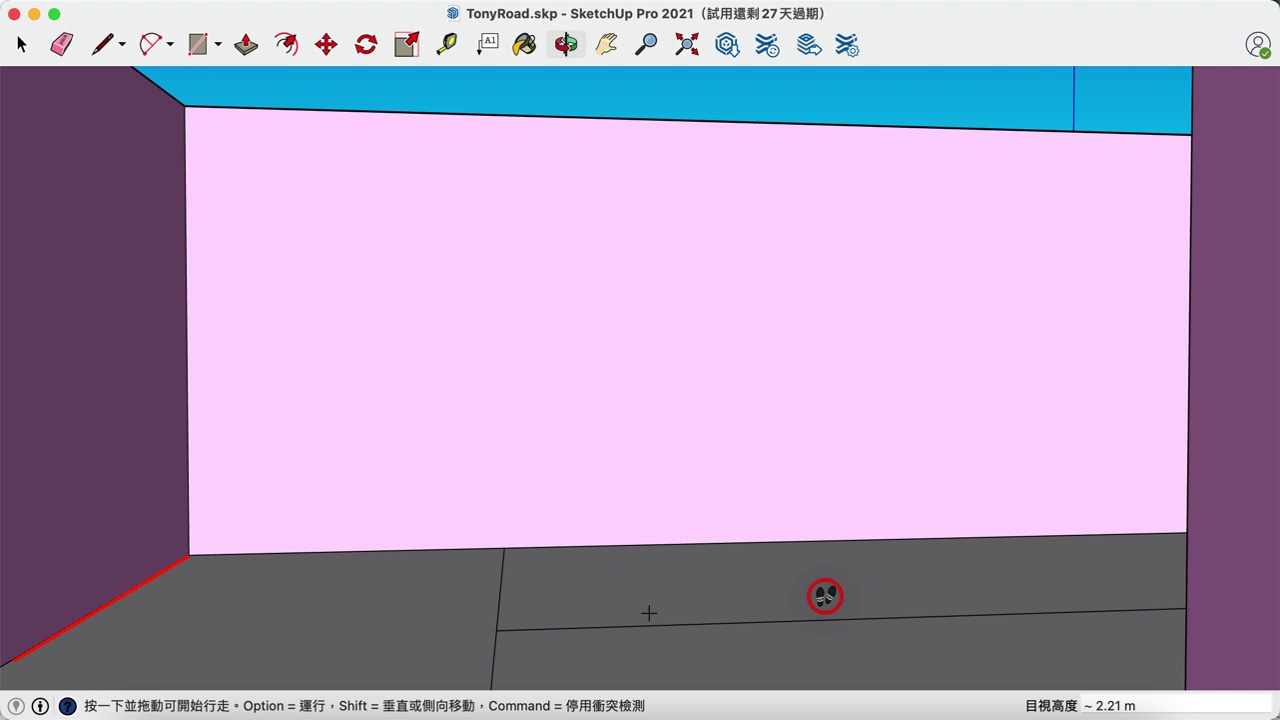 TonyRoad.skp - SketchUp Pro 2021（試用還剩 27 天過期）
A1
按一下並拖動可開始行走。Option = 運行，Shift = 垂直或側向移動，Command = 停用衝突檢測
目視高度 ~ 2.21 m